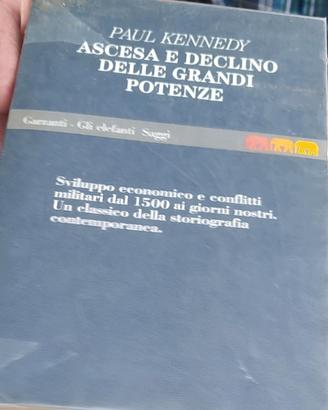 PAUL KENNEDY
ASCESA E DECLINO
DELLE GRANDI
POTENZE
Garzanti - Gli elefanti Saggi
Sviluppo economico e conflitti
militari dal 1500 ai giorni nostri.
Un classico della storiografia
contemporanea.